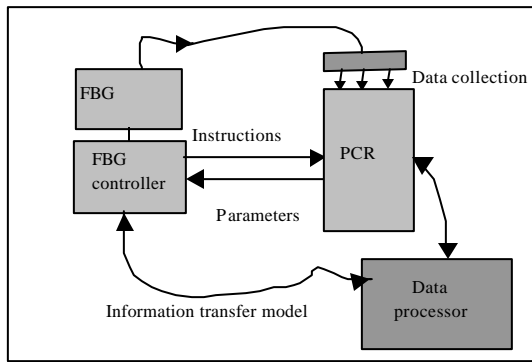 Data collection
FBG
Instructions
PCR
FBG
controller
Parameters
Data
processor
Information transfer model